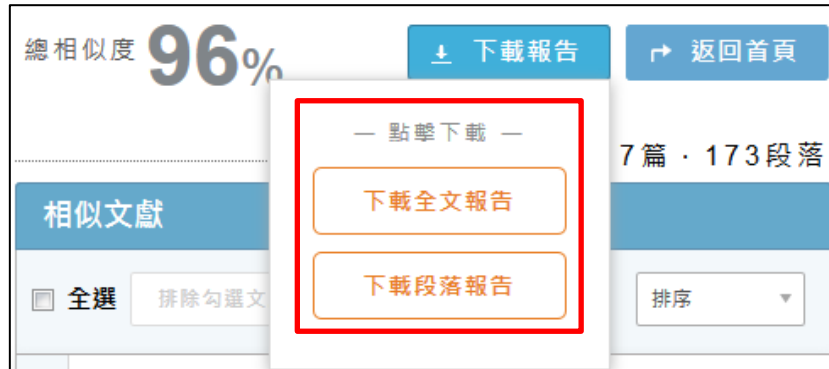 總相似度 96% 下載報告 返回首頁
— 點擊下載 —
7篇 · 173段落
下載全文報告
相似文獻
下載段落報告
全選 排除勾選文 排序